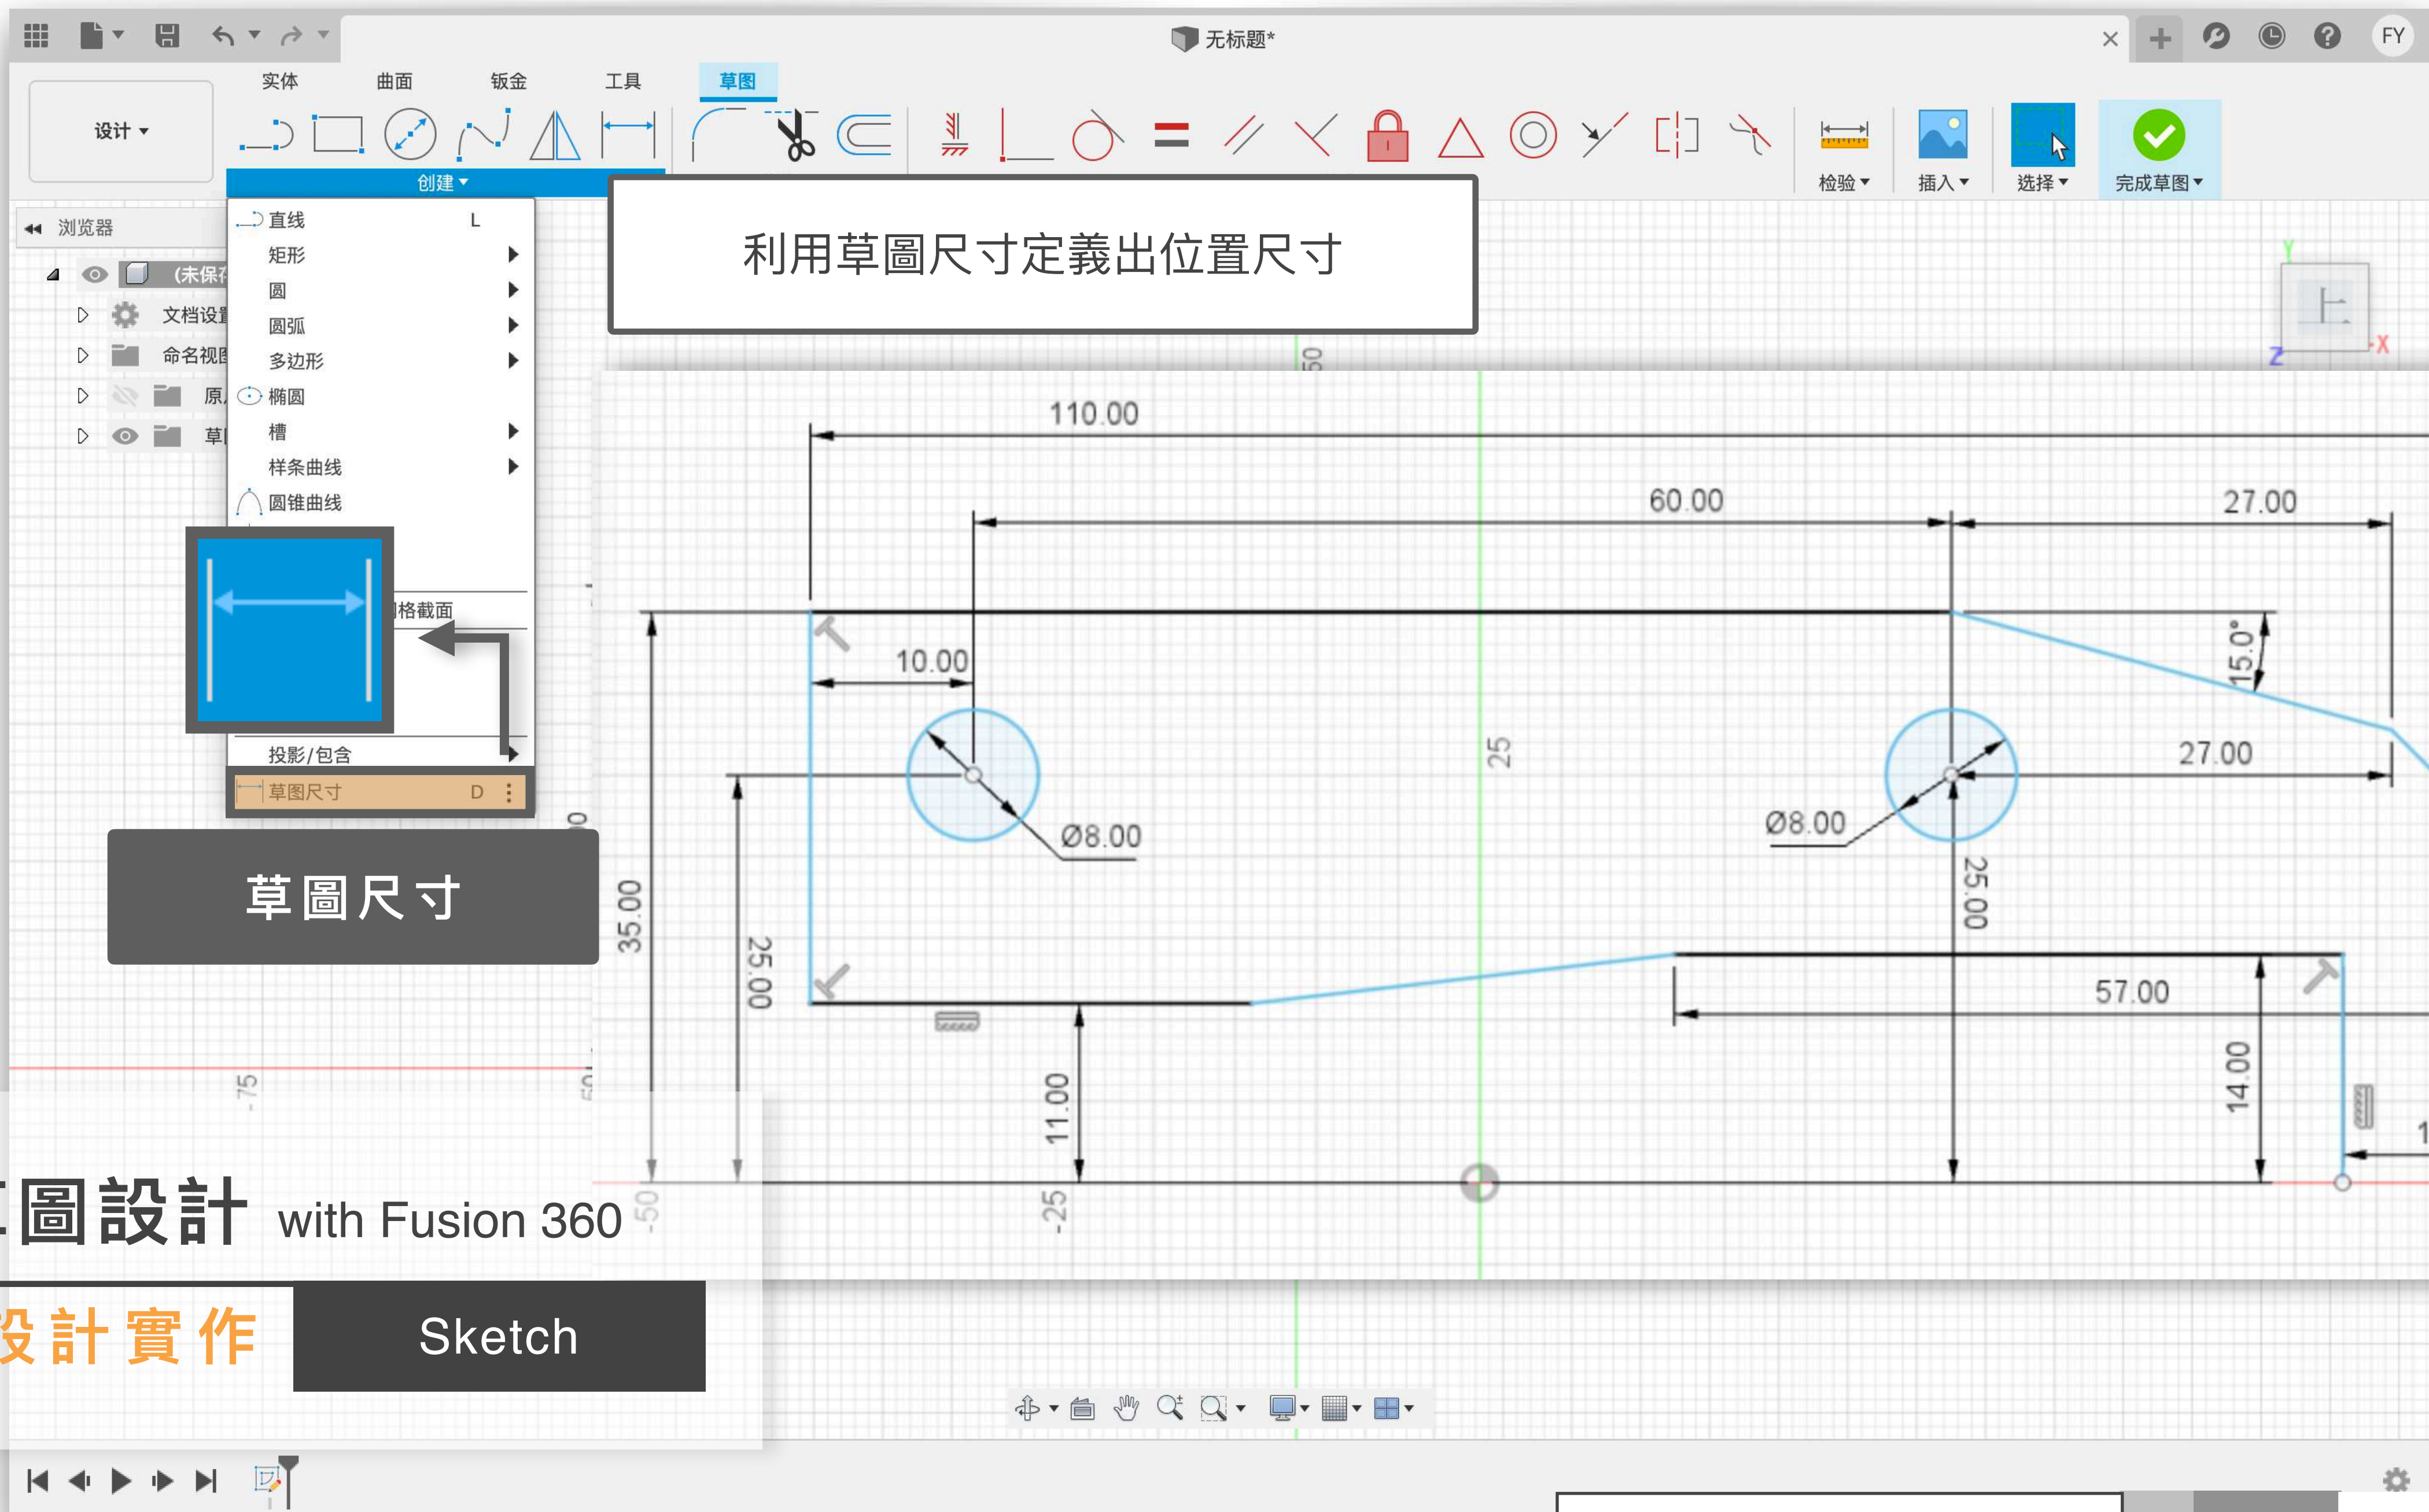 无标题*
FY
实体
曲面
钣金
工具
草图
设计
创建
检验
插入
选择
完成草图
利用草圖尺寸定義出位置尺寸
浏览器
(未保存
文档设置
命名视图
原
草
直线 L
矩形
圆
圆弧
多边形
椭圆
槽
样条曲线
圆锥曲线
格截面
投影/包含
草图尺寸 D
草圖尺寸
上
Y
Z
X
50
110.00
60.00
27.00
15.0°
10.00
25
27.00
Ø8.00
Ø8.00
35.00
25.00
25.00
57.00
11.00
14.00
-75
-50
-25
圖設計 with Fusion 360
設計實作
Sketch